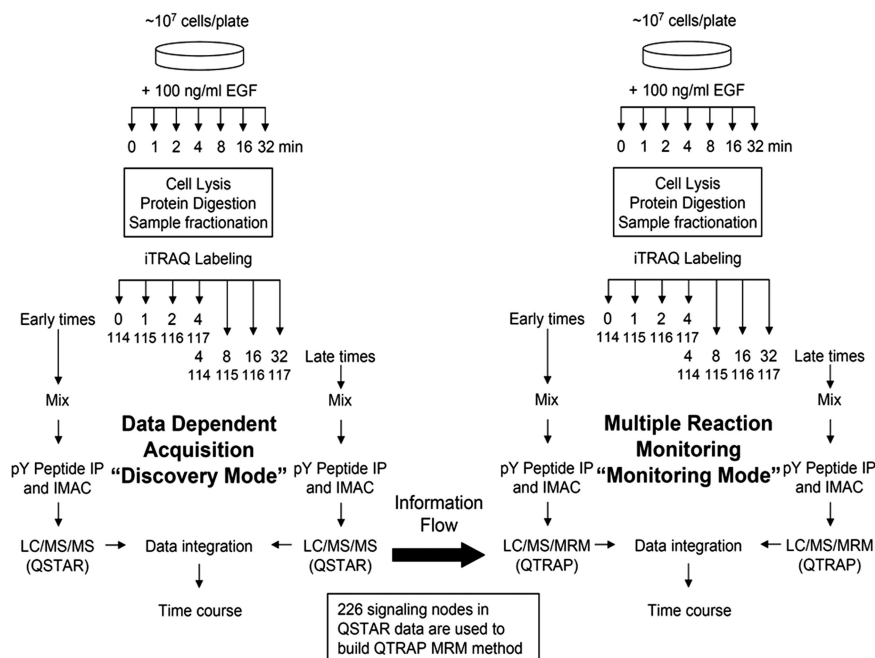 ~10⁷ cells/plate
+ 100 ng/ml EGF
0 1 2 4 8 16 32 min
Cell Lysis
Protein Digestion
Sample fractionation
iTRAQ Labeling
Early times
0 1 2 4
114 115 116 117
4 8 16 32
114 115 116 117
Late times
Mix
Mix
Data Dependent
Acquisition
“Discovery Mode”
pY Peptide IP
and IMAC
pY Peptide IP
and IMAC
LC/MS/MS
(QSTAR)
Data integration
LC/MS/MS
(QSTAR)
Time course
Information
Flow
226 signaling nodes in
QSTAR data are used to
build QTRAP MRM method
~10⁷ cells/plate
+ 100 ng/ml EGF
0 1 2 4 8 16 32 min
Cell Lysis
Protein Digestion
Sample fractionation
iTRAQ Labeling
Early times
0 1 2 4
114 115 116 117
4 8 16 32
114 115 116 117
Late times
Mix
Mix
Multiple Reaction
Monitoring
“Monitoring Mode”
pY Peptide IP
and IMAC
pY Peptide IP
and IMAC
LC/MS/MRM
(QTRAP)
Data integration
LC/MS/MRM
(QTRAP)
Time course